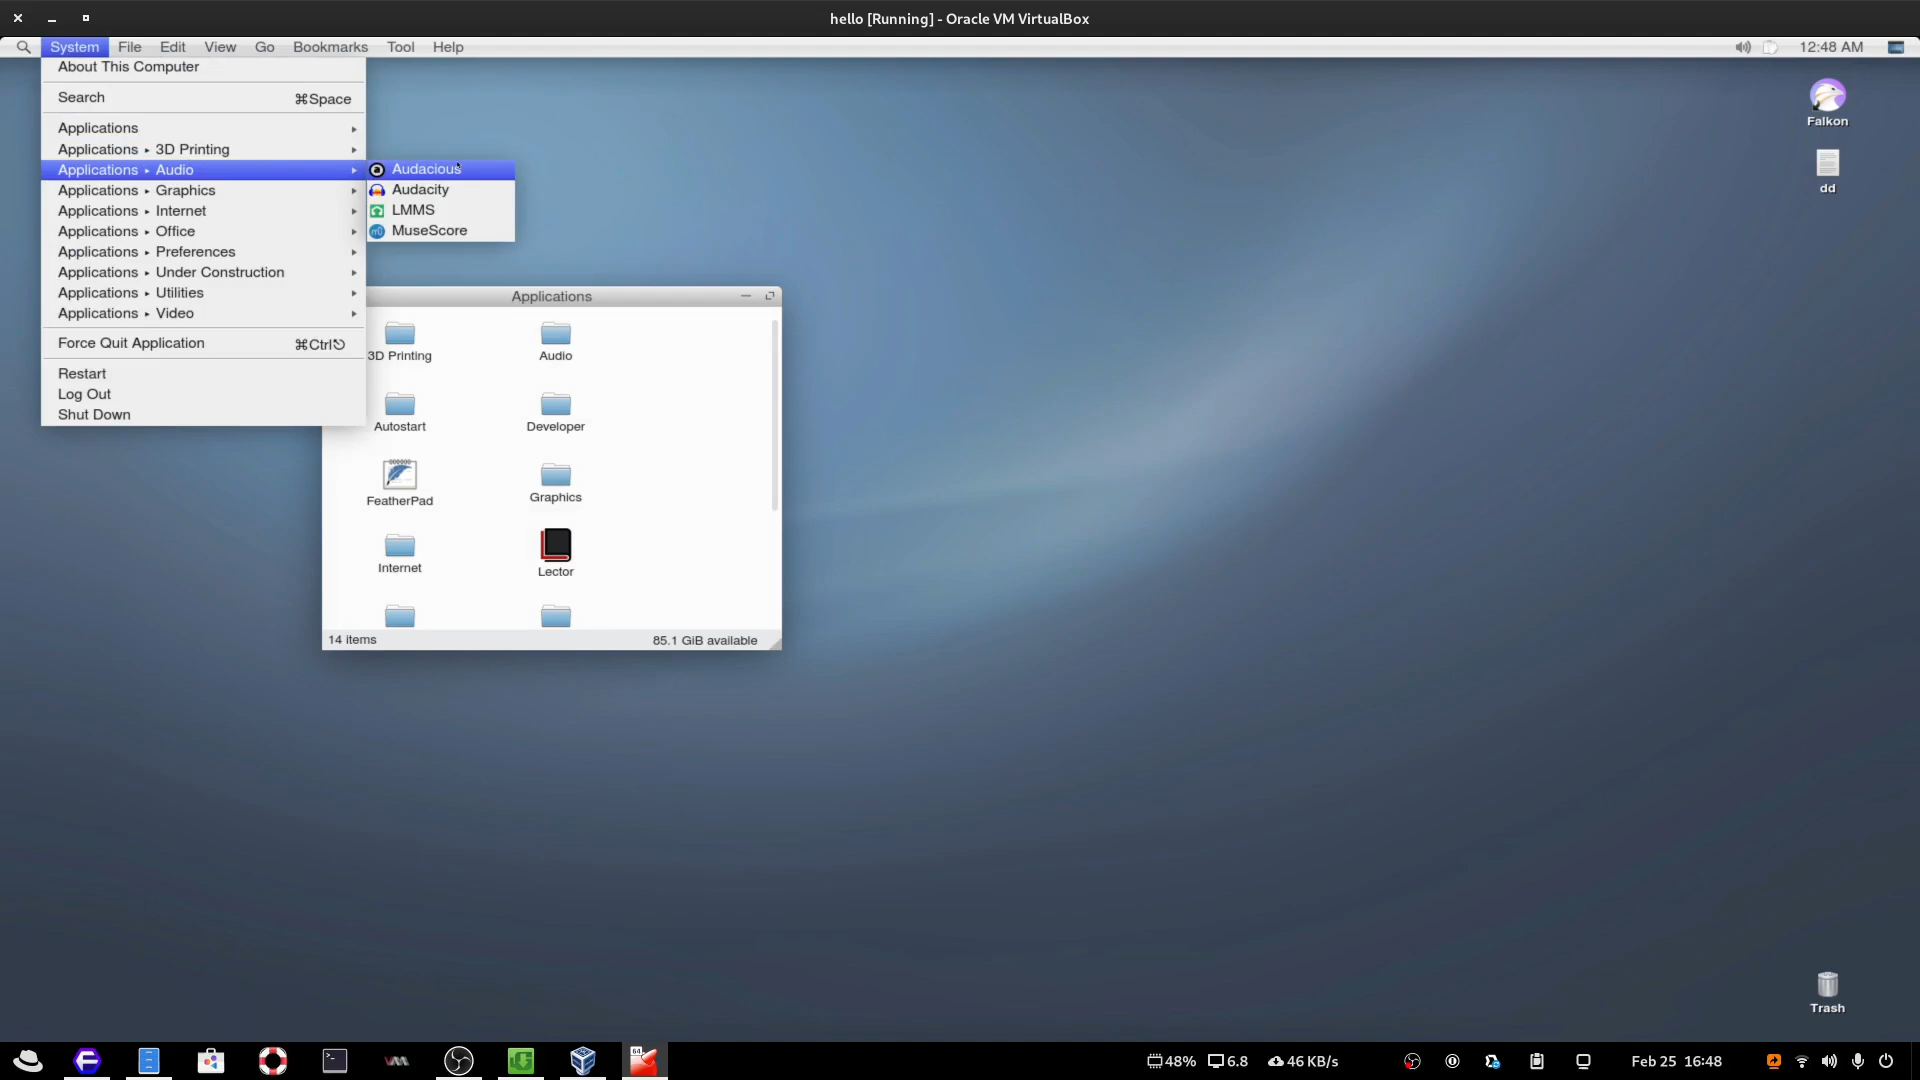 hello [Running] - Oracle VM VirtualBox
System File Edit View Go Bookmarks Tool Help 12:48 AM
About This Computer
Search ⌘Space
Applications
Applications ▸ 3D Printing
Applications ▸ Audio
Applications ▸ Graphics
Applications ▸ Internet
Applications ▸ Office
Applications ▸ Preferences
Applications ▸ Under Construction
Applications ▸ Utilities
Applications ▸ Video
Force Quit Application ⌘Ctrl⎋
Restart
Log Out
Shut Down
Audacious
Audacity
LMMS
MuseScore
Applications
3D Printing
Audio
Autostart
Developer
FeatherPad
Graphics
Internet
Lector
14 items
85.1 GiB available
Falkon
dd
Trash
64
48% 6.8 46 KB/s Feb 25 16:48